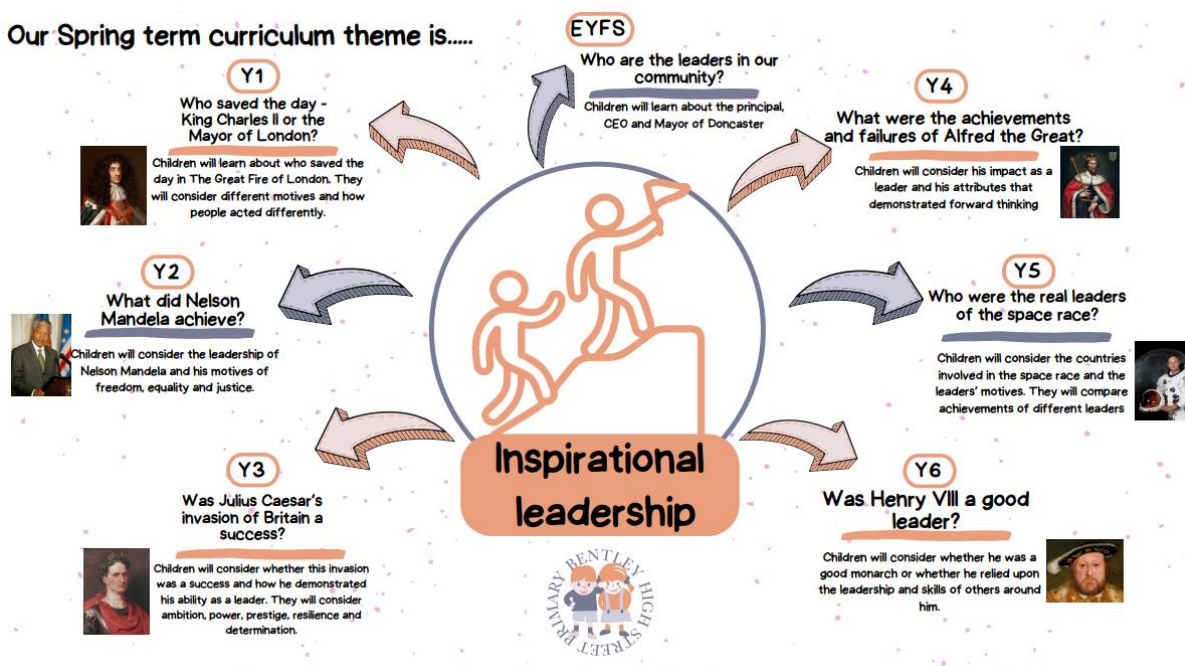 Our Spring term curriculum theme is.....
EYFS
Who are the leaders in our
community?
Children will learn about the principal,
CEO and Mayor of Doncaster
Y1
Who saved the day -
King Charles II or the
Mayor of London?
Children will learn about who saved the
day in The Great Fire of London. They
will consider different motives and how
people acted differently.
Y4
What were the achievements
and failures of Alfred the Great?
Children will consider his impact as a
leader and his attributes that
demonstrated forward thinking
Y2
What did Nelson
Mandela achieve?
Children will consider the leadership of
Nelson Mandela and his motives of
freedom, equality and justice.
Y5
Who were the real leaders
of the space race?
Children will consider the countries
involved in the space race and the
leaders' motives. They will compare
achievements of different leaders
Y3
Was Julius Caesar's
invasion of Britain a
success?
Children will consider whether this invasion
was a success and how he demonstrated
his ability as a leader. They will consider
ambition, power, prestige, resilience and
determination.
Inspirational
leadership
Y6
Was Henry VIII a good
leader?
Children will consider whether he was a
good monarch or whether he relied upon
the leadership and skills of others around
him.
BENTLEY HIGH STREET PRIMARY